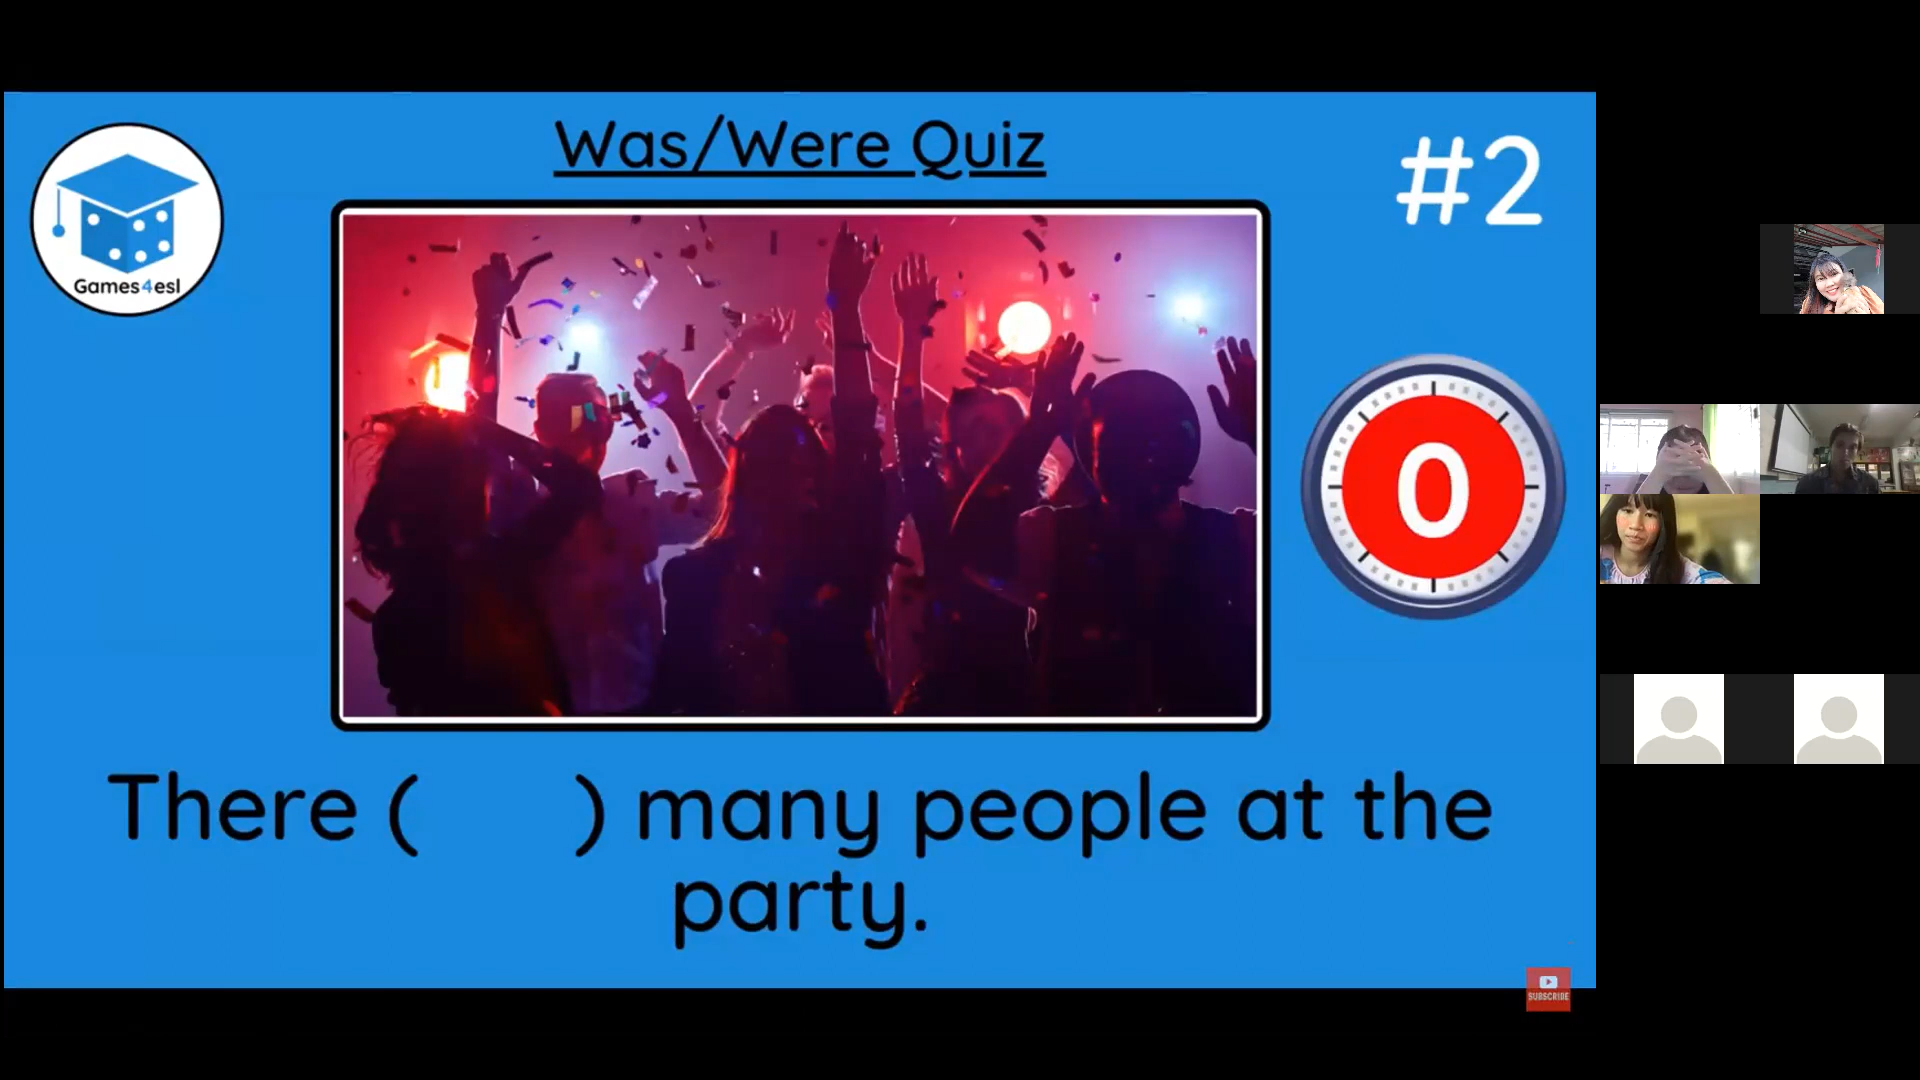 Was/Were Quiz
#2
Games4esl
0
There (      ) many people at the
party.
SUBSCRIBE